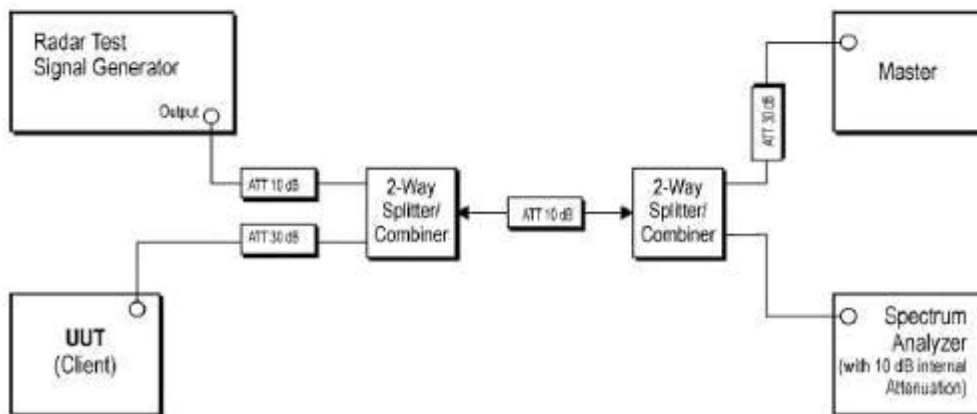 Radar Test
Signal Generator
Output
ATT 10 dB
ATT 30 dB
2-Way
Splitter/
Combiner
ATT 10 dB
2-Way
Splitter/
Combiner
ATT 30 dB
Master
UUT
(Client)
Spectrum
Analyzer
(with 10 dB internal
Attenuation)